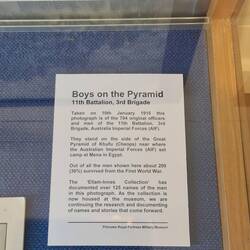 Boys on the Pyramid
11th Battalion, 3rd Brigade
Taken on 10th January 1915 this
photograph is of the 704 original officers
and men of the 11th Battalion, 3rd
Brigade, Australia Imperial Forces (AIF).
They stand on the side of the Great
Pyramid of Khufu (Cheops) near where
the Australian Imperial Forces (AIF) set
camp at Mena in Egypt.
Out of all the men shown here about 200
(30%) survived from the First World War.
The 'Ellam-Innes Collection' has
documented over 125 names of the men
in this photograph. As the collection is
now housed at the museum, we are
continuing the research and documenting
of names and stories that come forward.
Princess Royal Fortress Military Museum